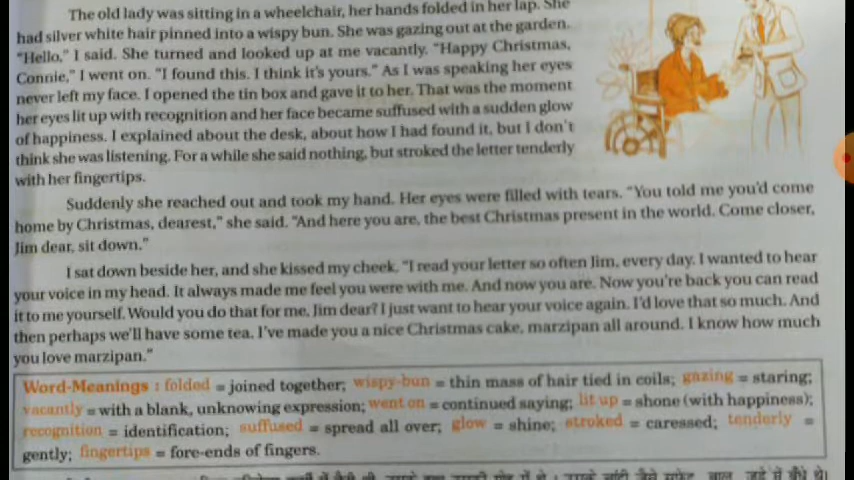 The old lady was sitting in a wheelchair, her hands folded in her lap. She
had silver white hair pinned into a wispy bun. She was gazing out at the garden.
"Hello," I said. She turned and looked up at me vacantly. "Happy Christmas,
Connie," I went on. "I found this. I think it's yours." As I was speaking her eyes
never left my face. I opened the tin box and gave it to her. That was the moment
her eyes lit up with recognition and her face became suffused with a sudden glow
of happiness. I explained about the desk, about how I had found it, but I don't
think she was listening. For a while she said nothing, but stroked the letter tenderly
with her fingertips.
Suddenly she reached out and took my hand. Her eyes were filled with tears. "You told me you'd come
home by Christmas, dearest," she said. "And here you are, the best Christmas present in the world. Come closer,
Jim dear, sit down."
I sat down beside her, and she kissed my cheek. "I read your letter so often Jim, every day. I wanted to hear
your voice in my head. It always made me feel you were with me. And now you are. Now you're back you can read
it to me yourself. Would you do that for me, Jim dear? I just want to hear your voice again. I'd love that so much. And
then perhaps we'll have some tea. I've made you a nice Christmas cake, marzipan all around. I know how much
you love marzipan."
Word-Meanings : folded = joined together; wispy-bun = thin mass of hair tied in coils; gazing = staring;
vacantly = with a blank, unknowing expression; went on = continued saying; lit up = shone (with happiness);
recognition = identification; suffused = spread all over; glow = shine; stroked = caressed; tenderly =
gently; fingertips = fore-ends of fingers.